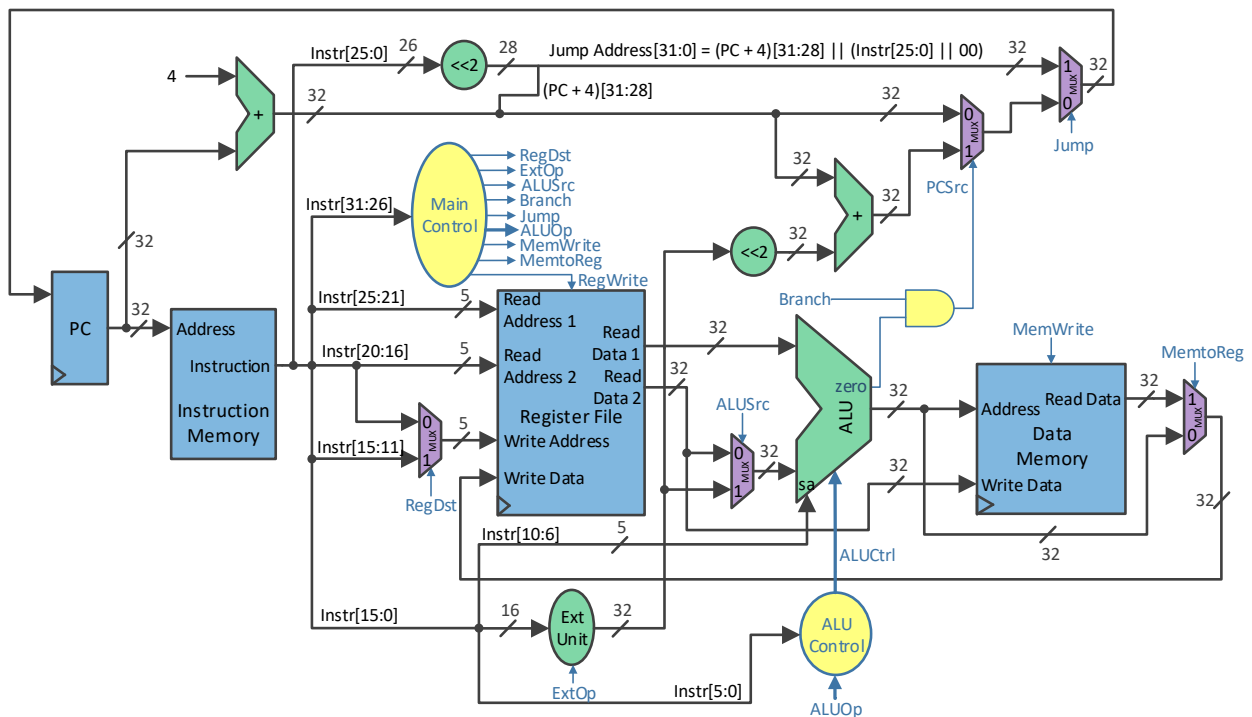 Instr[25:0]
26
<<2
28
Jump Address[31:0] = (PC + 4)[31:28] || (Instr[25:0] || 00)
32
1
MUX
0
32
Jump
4
+
32
(PC + 4)[31:28]
32
0
MUX
1
PCSrc
RegDst
ExtOp
ALUSrc
Branch
Jump
ALUOp
MemWrite
MemtoReg
RegWrite
Main
Control
Instr[31:26]
32
+
32
<<2
32
32
PC
32
Address
Instruction
Instruction
Memory
Instr[25:21]
5
Instr[20:16]
5
0
MUX
1
5
Instr[15:11]
RegDst
Read
Address 1
Read
Address 2
Read
Data 1
Read
Data 2
Register File
Write Address
Write Data
32
32
ALUSrc
0
MUX
1
32
Branch
zero
ALU
sa
32
32
MemWrite
Address
Read Data
Data
Memory
Write Data
32
MemtoReg
1
MUX
0
32
32
Instr[10:6]
5
ALUCtrl
Instr[15:0]
16
Ext
Unit
32
ExtOp
ALU
Control
Instr[5:0]
ALUOp